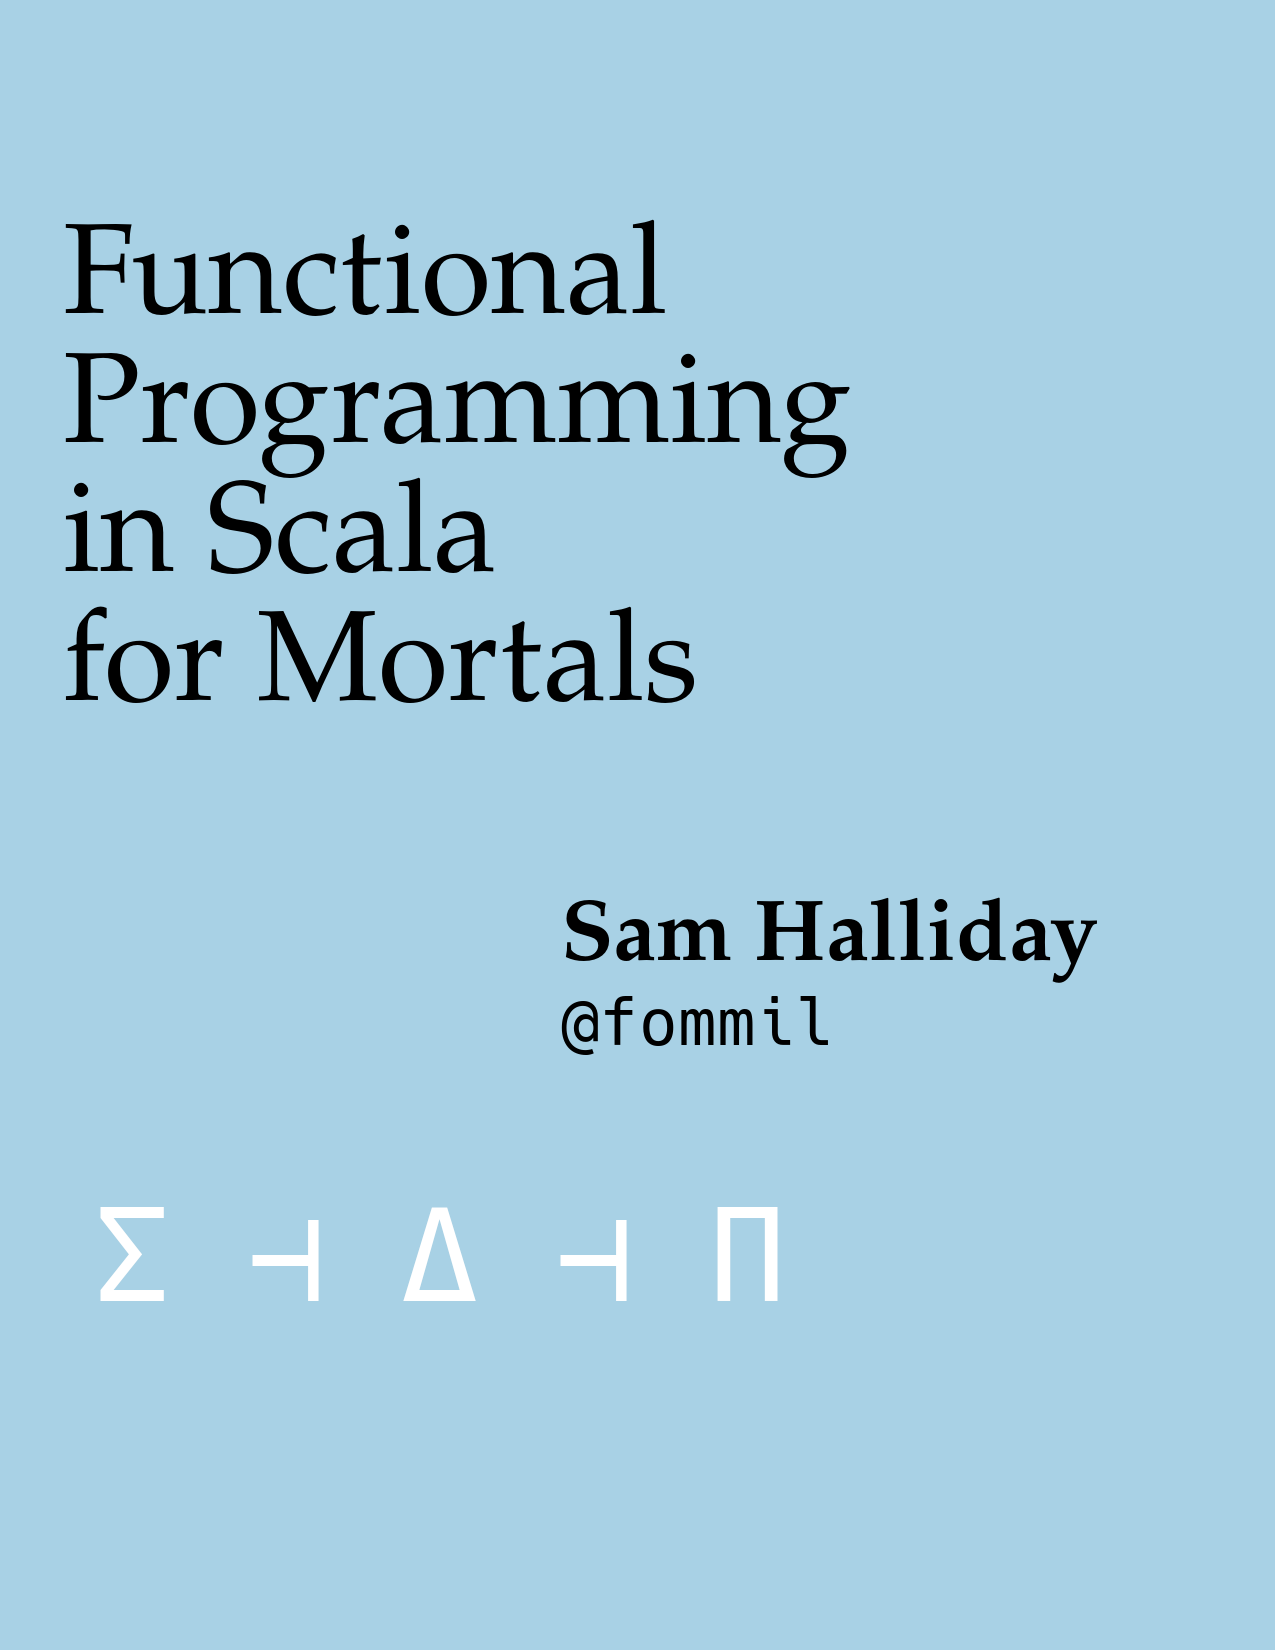 Functional
Programming
in Scala
for Mortals
Sam Halliday
@fommil
Σ ⊣ Δ ⊣ Π